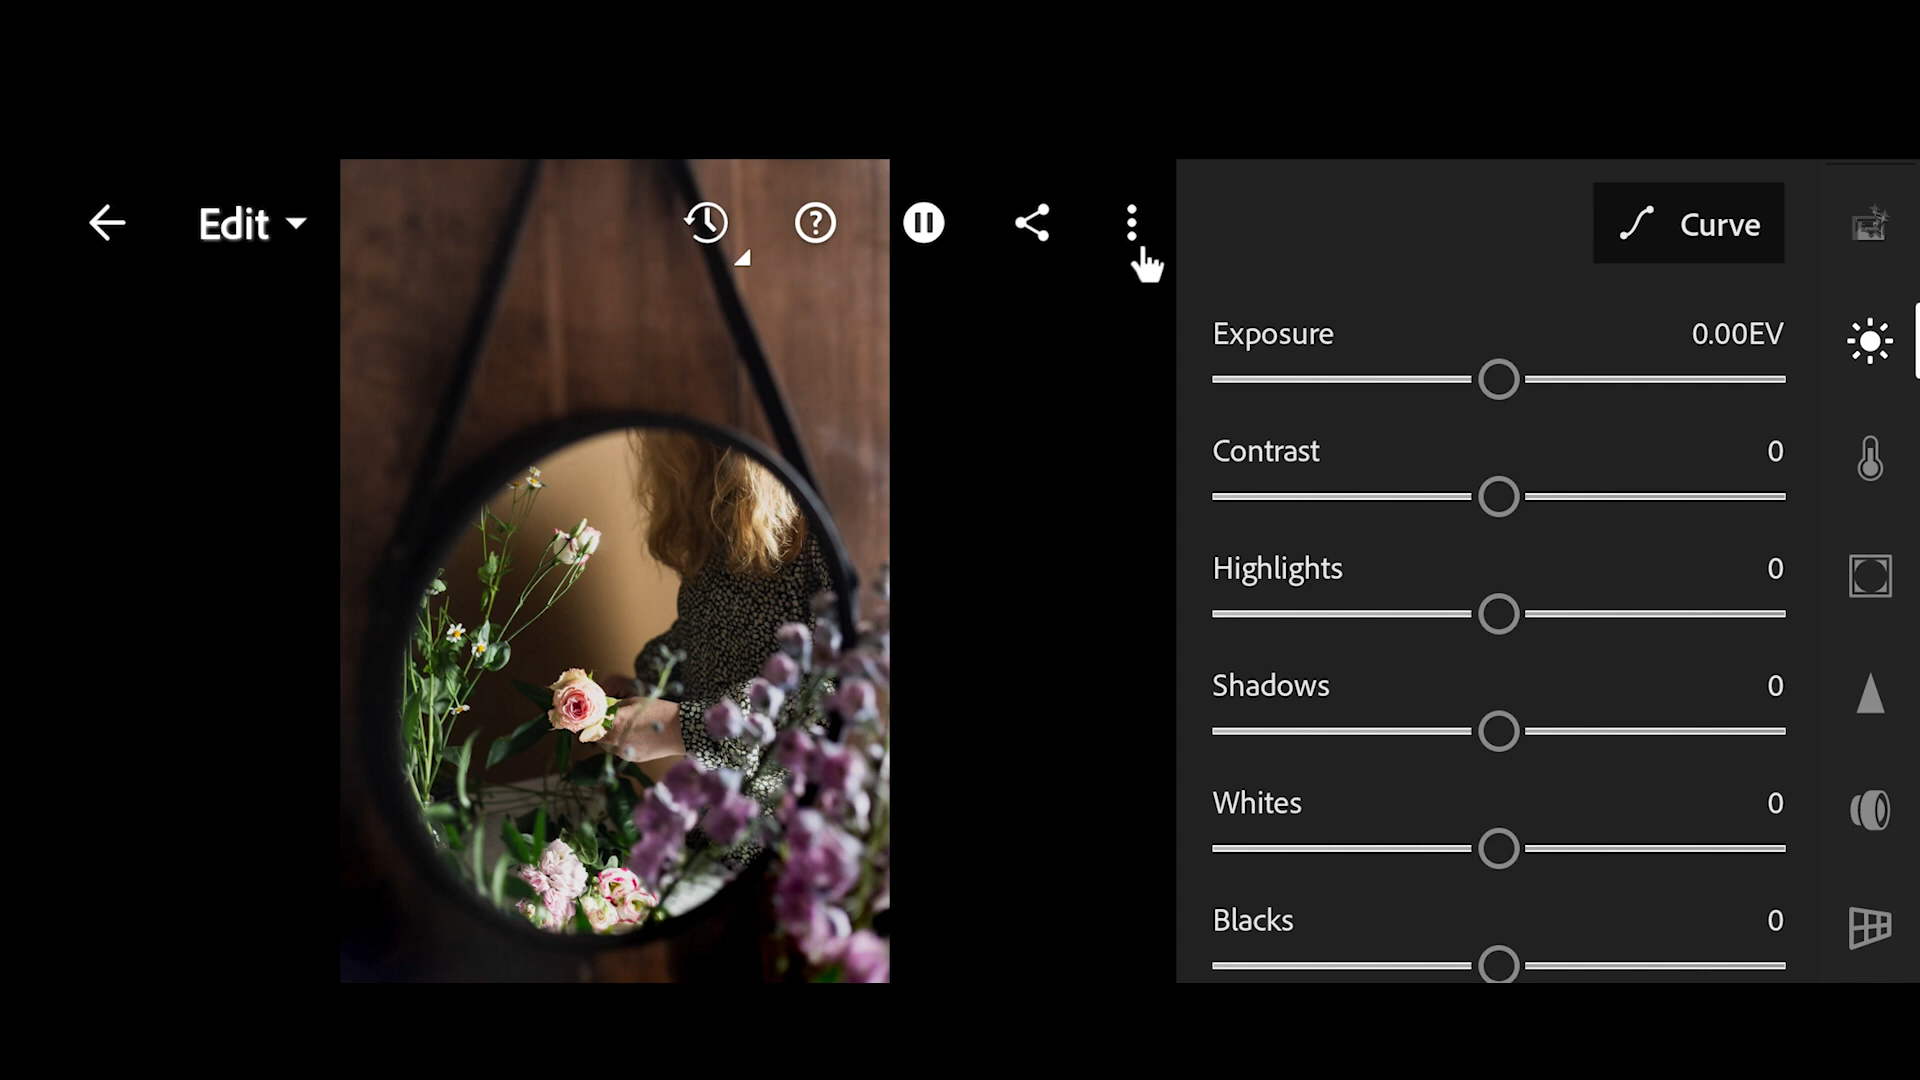 Edit
Curve
Exposure 0.00EV
Contrast 0
Highlights 0
Shadows 0
Whites 0
Blacks 0